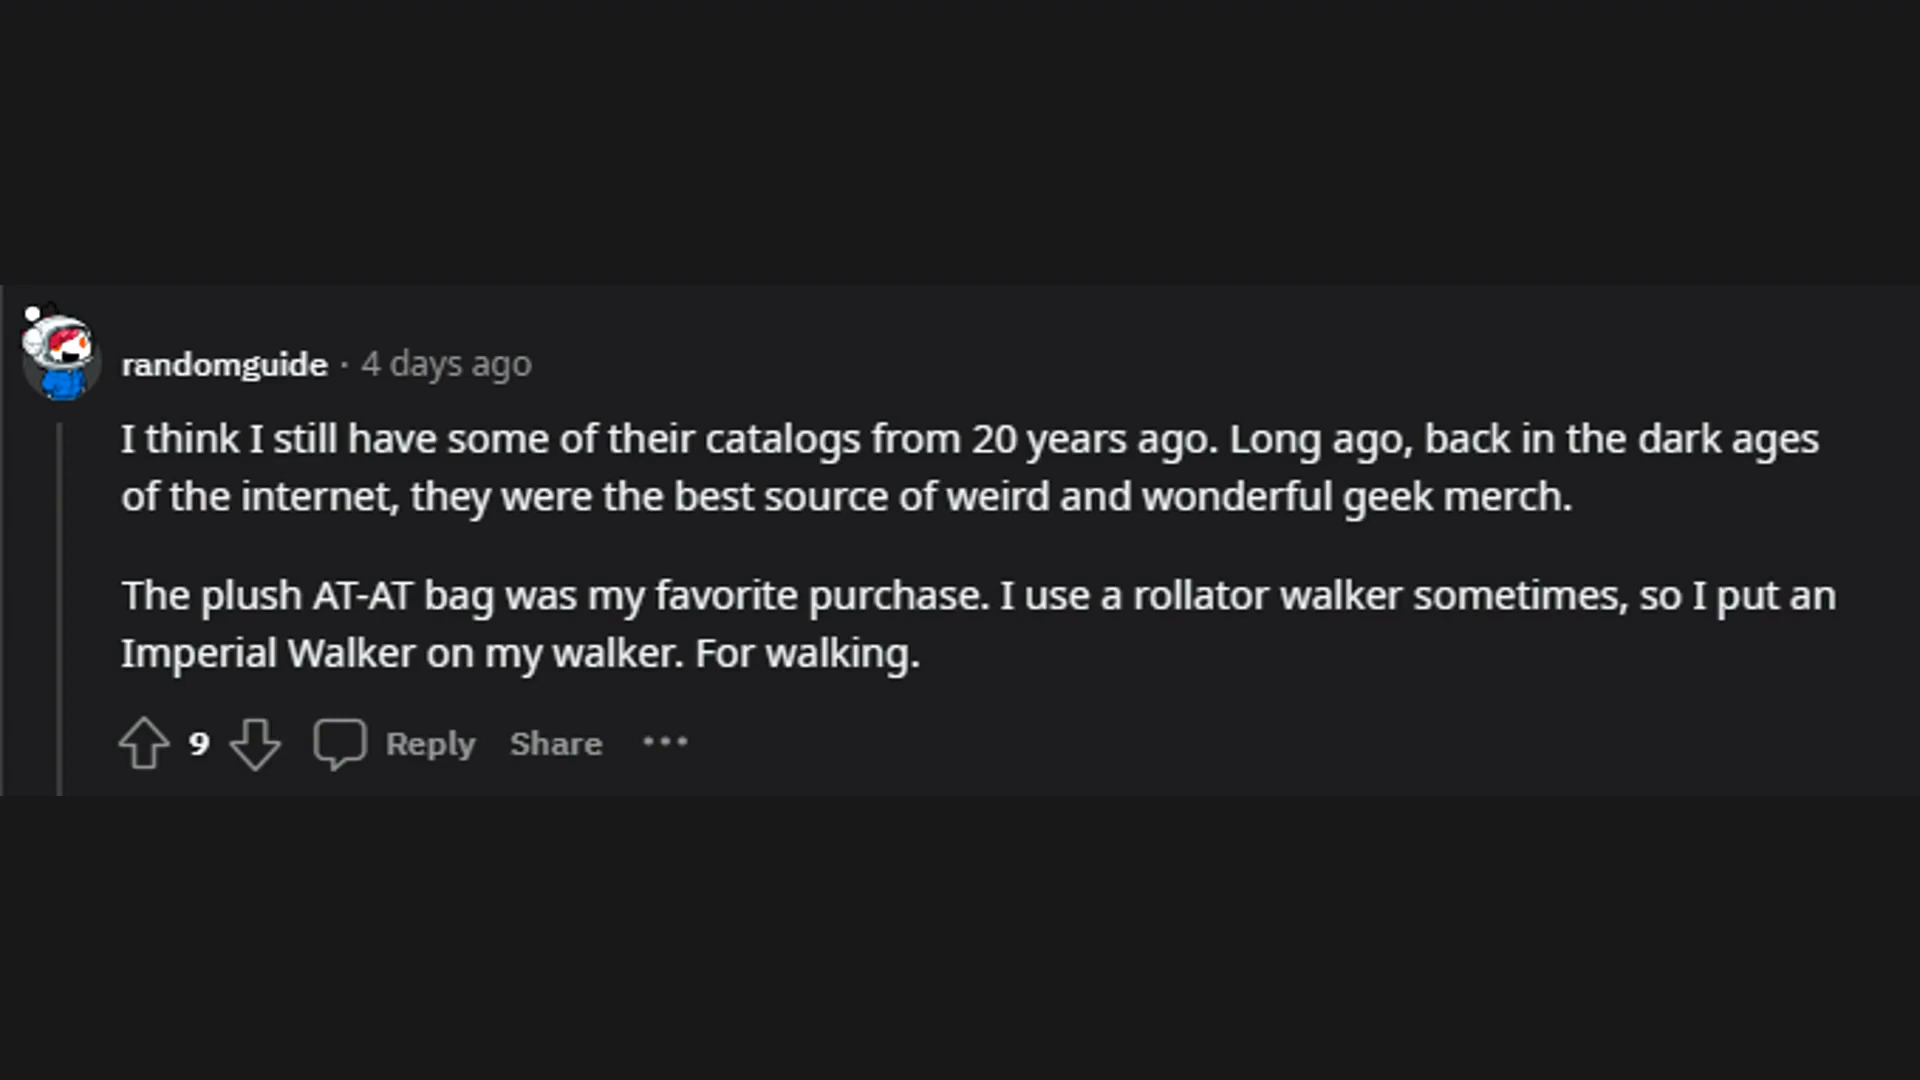 randomguide · 4 days ago
I think I still have some of their catalogs from 20 years ago. Long ago, back in the dark ages
of the internet, they were the best source of weird and wonderful geek merch.
The plush AT-AT bag was my favorite purchase. I use a rollator walker sometimes, so I put an
Imperial Walker on my walker. For walking.
9 Reply Share ···